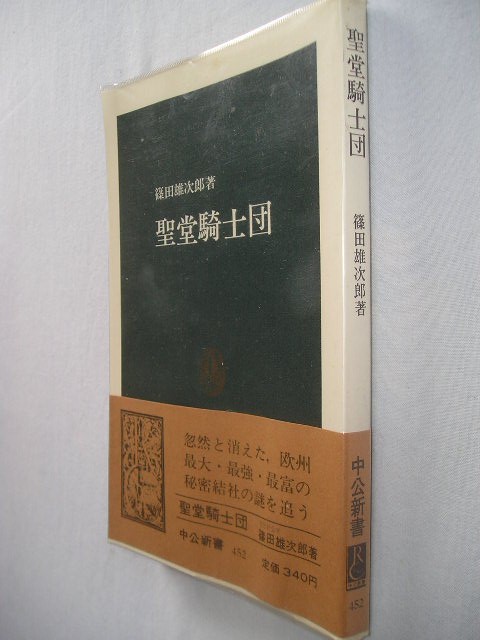 篠田雄次郎著
聖堂騎士団
忽然と消えた，欧州
最大・最強・最富の
秘密結社の謎を追う
聖堂騎士団
篠田雄次郎著
中公新書 452 定価 340円
聖堂騎士団
篠田雄次郎著
中公新書
R
C
452